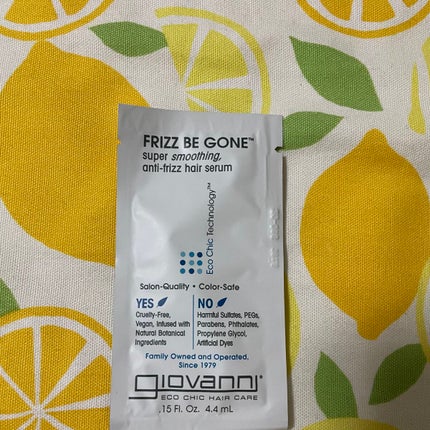 FRIZZ BE GONE™
super smoothing,
anti-frizz hair serum
Eco Chic Technology™
Salon-Quality • Color-Safe
YES
Cruelty-Free,
Vegan, Infused with
Natural Botanical
Ingredients
NO
Harmful Sulfates, PEGs,
Parabens, Phthalates,
Propylene Glycol,
Artificial Dyes
Family Owned and Operated,
Since 1979
giovanni
ECO CHIC HAIR CARE
.15 Fl. Oz. 4.4 mL